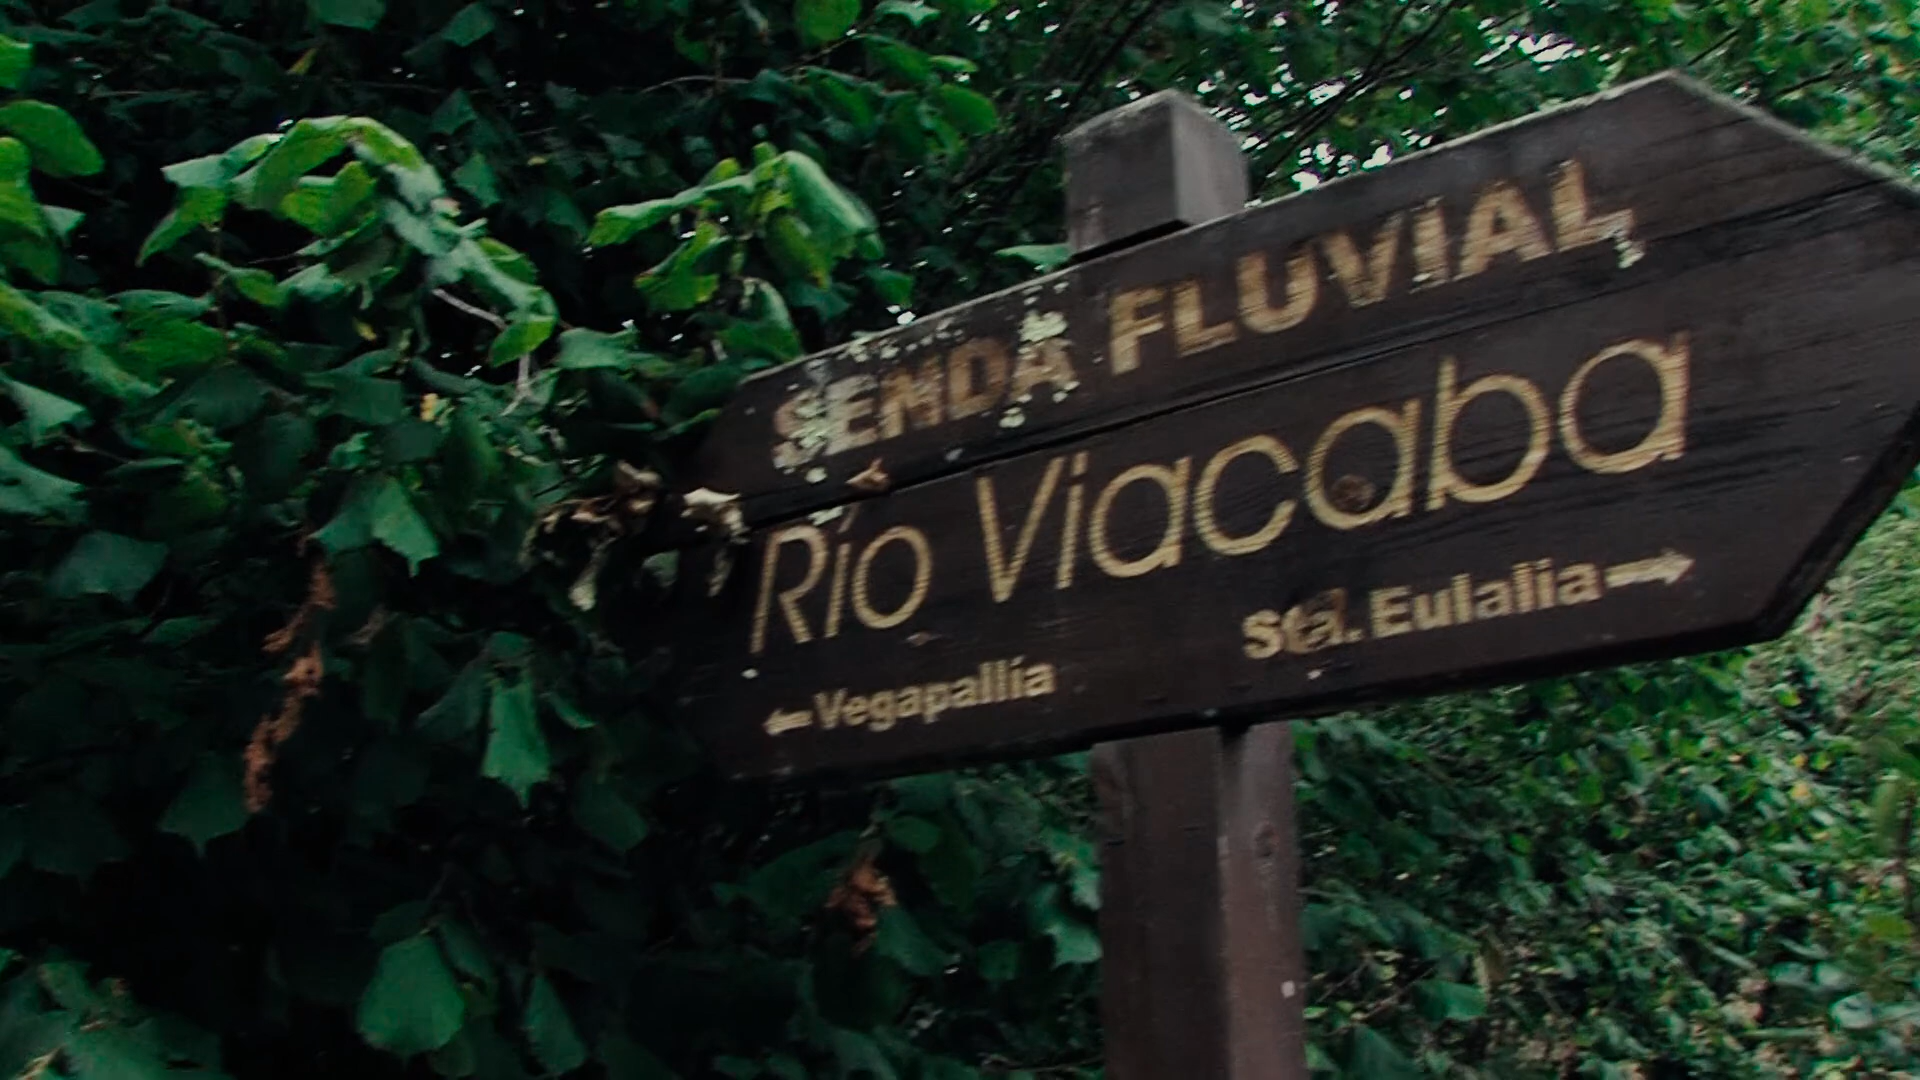 SENDA FLUVIAL
Río Viacaba
Sta. Eulalia →
← Vegapallía